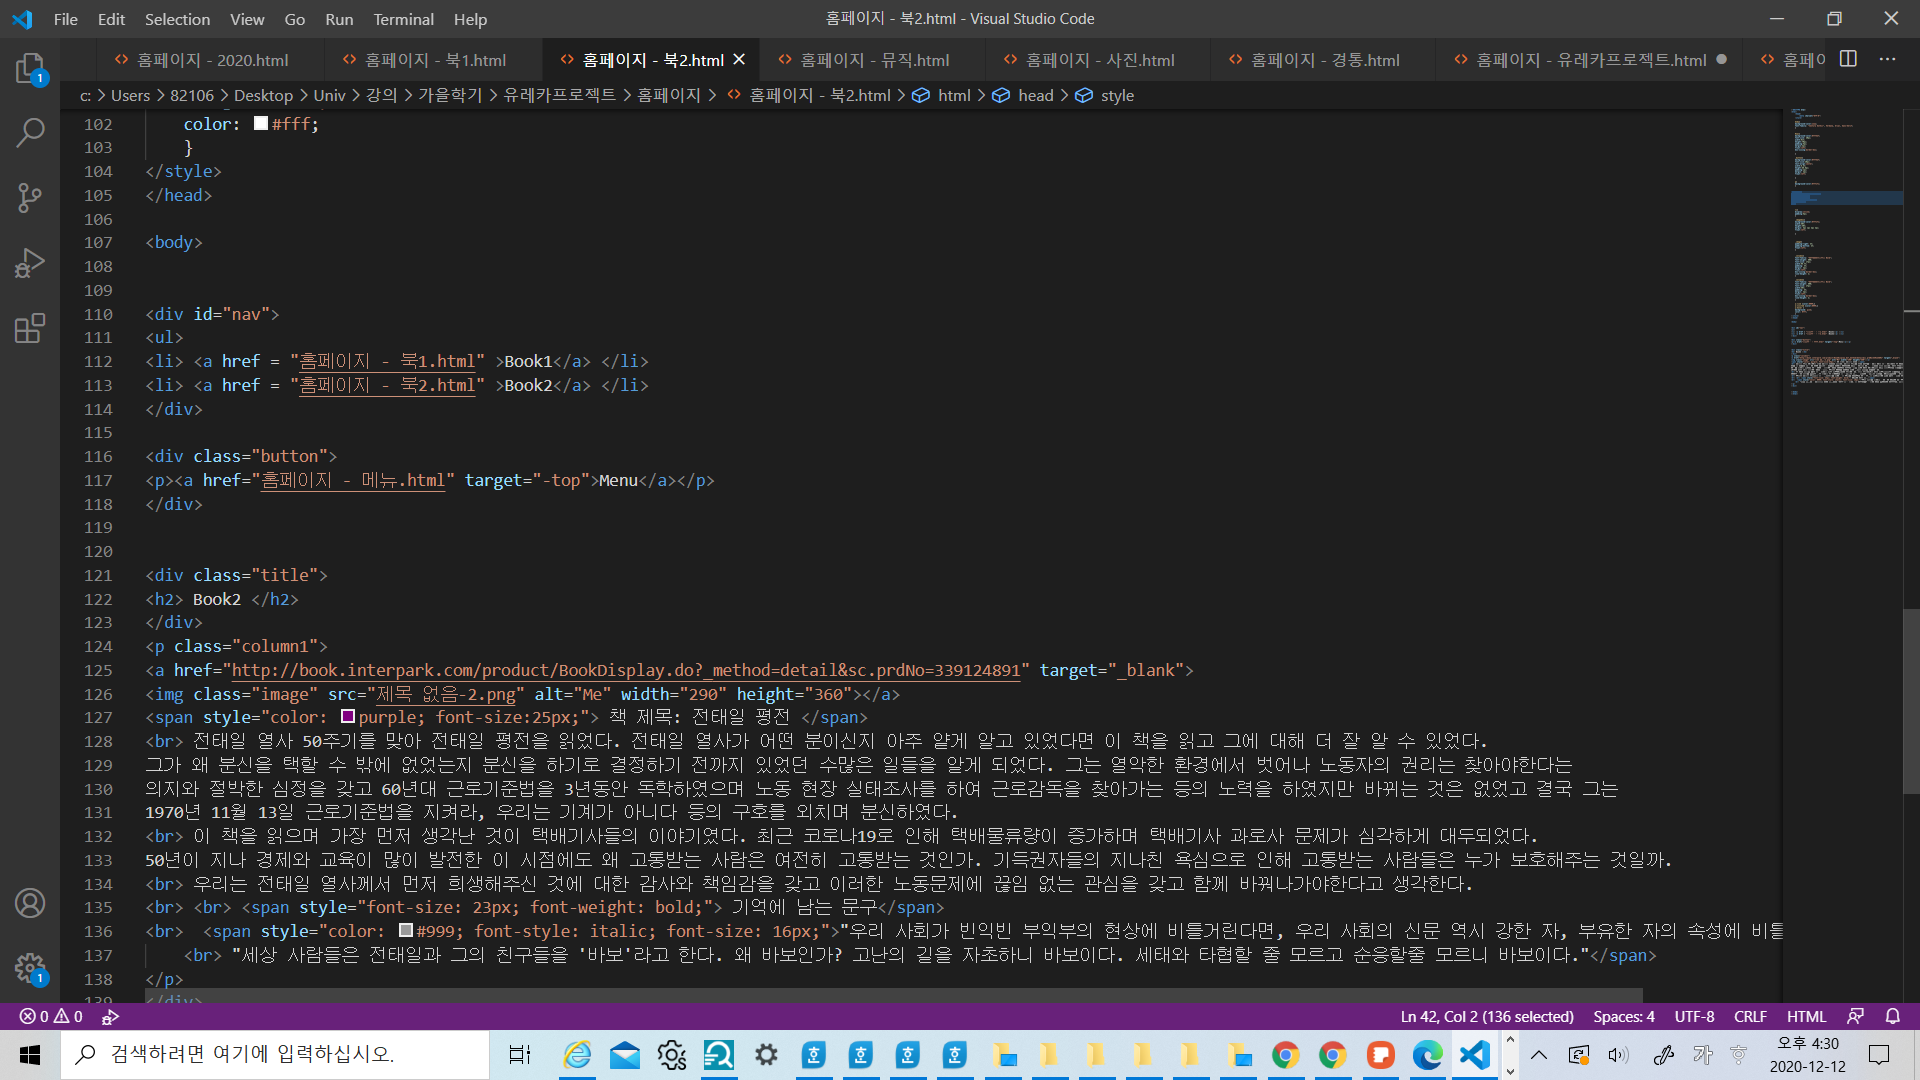 File Edit Selection View Go Run Terminal Help
홈페이지 - 북2.html - Visual Studio Code
홈페이지 - 2020.html
홈페이지 - 북1.html
홈페이지 - 북2.html
홈페이지 - 뮤직.html
홈페이지 - 사진.html
홈페이지 - 경통.html
홈페이지 - 유레카프로젝트.html
홈페이
c: > Users > 82106 > Desktop > Univ > 강의 > 가을학기 > 유레카프로젝트 > 홈페이지 > 홈페이지 - 북2.html > html > head > style
102 color: #fff;
103 }
104 </style>
105 </head>
106
107 <body>
108
109
110 <div id="nav">
111 <ul>
112 <li> <a href = "홈페이지 - 북1.html" >Book1</a> </li>
113 <li> <a href = "홈페이지 - 북2.html" >Book2</a> </li>
114 </div>
115
116 <div class="button">
117 <p><a href="홈페이지 - 메뉴.html" target="-top">Menu</a></p>
118 </div>
119
120
121 <div class="title">
122 <h2> Book2 </h2>
123 </div>
124 <p class="column1">
125 <a href="http://book.interpark.com/product/BookDisplay.do?_method=detail&sc.prdNo=339124891" target="_blank">
126 <img class="image" src="제목 없음-2.png" alt="Me" width="290" height="360"></a>
127 <span style="color: purple; font-size:25px;"> 책 제목: 전태일 평전 </span>
128 <br> 전태일 열사 50주기를 맞아 전태일 평전을 읽었다. 전태일 열사가 어떤 분이신지 아주 얕게 알고 있었다면 이 책을 읽고 그에 대해 더 잘 알 수 있었다.
129 그가 왜 분신을 택할 수 밖에 없었는지 분신을 하기로 결정하기 전까지 있었던 수많은 일들을 알게 되었다. 그는 열악한 환경에서 벗어나 노동자의 권리는 찾아야한다는
130 의지와 절박한 심정을 갖고 60년대 근로기준법을 3년동안 독학하였으며 노동 현장 실태조사를 하여 근로감독을 찾아가는 등의 노력을 하였지만 바뀌는 것은 없었고 결국 그는
131 1970년 11월 13일 근로기준법을 지켜라, 우리는 기계가 아니다 등의 구호를 외치며 분신하였다.
132 <br> 이 책을 읽으며 가장 먼저 생각난 것이 택배기사들의 이야기였다. 최근 코로나19로 인해 택배물류량이 증가하며 택배기사 과로사 문제가 심각하게 대두되었다.
133 50년이 지나 경제와 교육이 많이 발전한 이 시점에도 왜 고통받는 사람은 여전히 고통받는 것인가. 기득권자들의 지나친 욕심으로 인해 고통받는 사람들은 누가 보호해주는 것일까.
134 <br> 우리는 전태일 열사께서 먼저 희생해주신 것에 대한 감사와 책임감을 갖고 이러한 노동문제에 끊임 없는 관심을 갖고 함께 바꿔나가야한다고 생각한다.
135 <br> <br> <span style="font-size: 23px; font-weight: bold;"> 기억에 남는 문구</span>
136 <br> <span style="color: #999; font-style: italic; font-size: 16px;">"우리 사회가 빈익빈 부익부의 현상에 비틀거린다면, 우리 사회의 신문 역시 강한 자, 부유한 자의 속성에 비틀
137 <br> "세상 사람들은 전태일과 그의 친구들을 '바보'라고 한다. 왜 바보인가? 고난의 길을 자초하니 바보이다. 세태와 타협할 줄 모르고 순응할줄 모르니 바보이다."</span>
138 </p>
139 </div>
0 0
Ln 42, Col 2 (136 selected) Spaces: 4 UTF-8 CRLF HTML
검색하려면 여기에 입력하십시오.
가
오후 4:30
2020-12-12